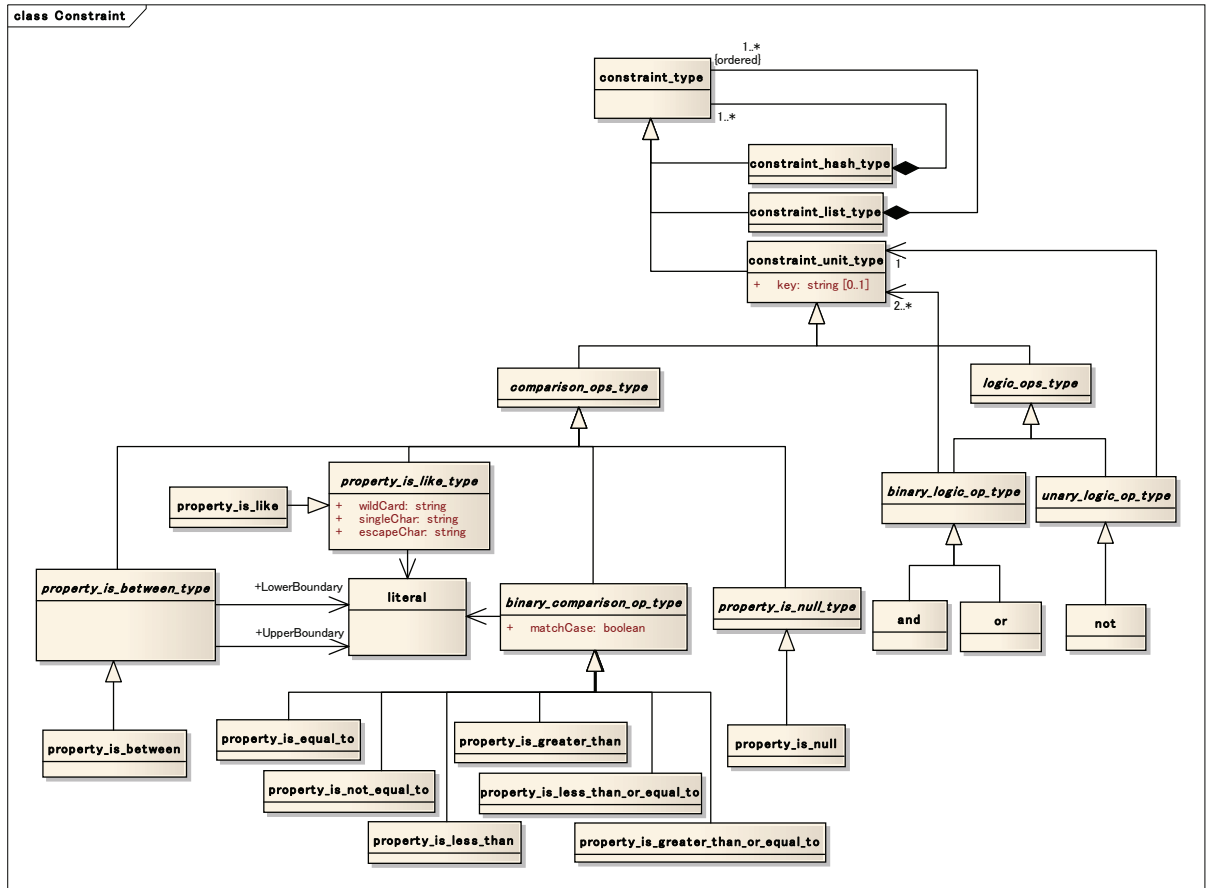 class Constraint
1..*
{ordered}
constraint_type
1..*
constraint_hash_type
constraint_list_type
constraint_unit_type
+ key: string [0..1]
1
2..*
comparison_ops_type
logic_ops_type
property_is_like_type
+ wildCard: string
+ singleChar: string
+ escapeChar: string
property_is_like
binary_logic_op_type
unary_logic_op_type
property_is_between_type
+LowerBoundary
+UpperBoundary
literal
binary_comparison_op_type
+ matchCase: boolean
property_is_null_type
and
or
not
property_is_between
property_is_equal_to
property_is_greater_than
property_is_null
property_is_not_equal_to
property_is_less_than_or_equal_to
property_is_less_than
property_is_greater_than_or_equal_to